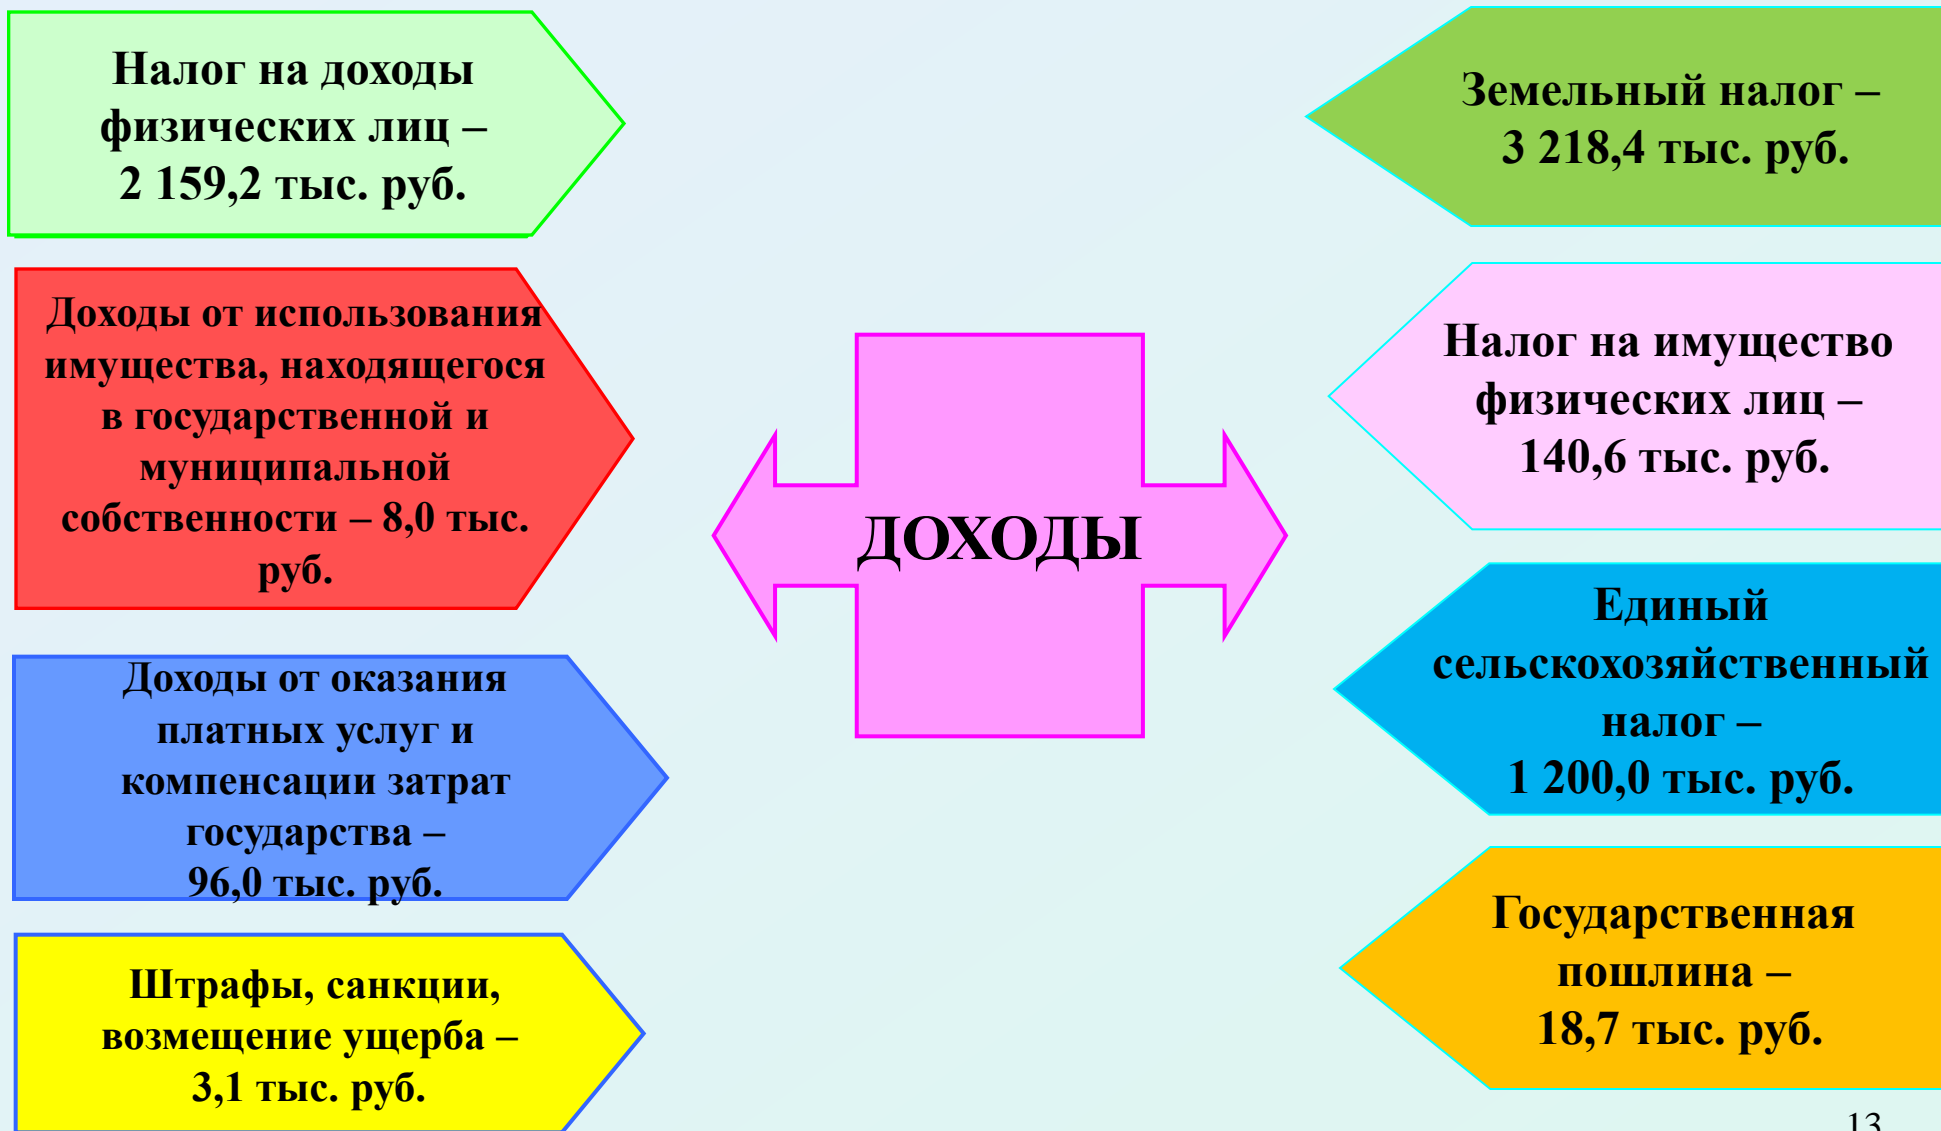 Налог на доходы
физических лиц –
2 159,2 тыс. руб.
Доходы от использования
имущества, находящегося
в государственной и
муниципальной
собственности – 8,0 тыс.
руб.
Доходы от оказания
платных услуг и
компенсации затрат
государства –
96,0 тыс. руб.
Штрафы, санкции,
возмещение ущерба –
3,1 тыс. руб.
ДОХОДЫ
Земельный налог –
3 218,4 тыс. руб.
Налог на имущество
физических лиц –
140,6 тыс. руб.
Единый
сельскохозяйственный
налог –
1 200,0 тыс. руб.
Государственная
пошлина –
18,7 тыс. руб.
13